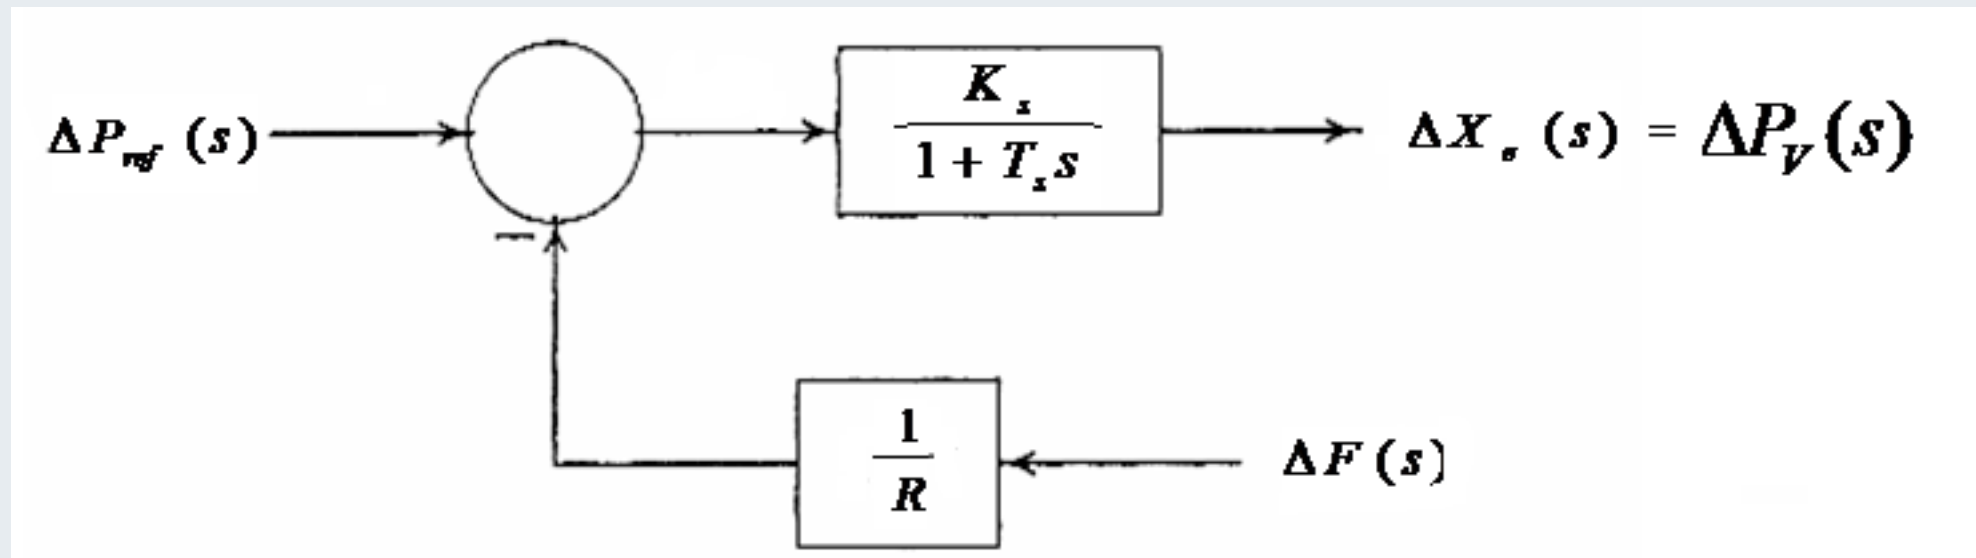 ΔP_ref (s)
K_s
1 + T_s s
ΔX_e (s) = ΔP_V(s)
−
1
R
ΔF(s)